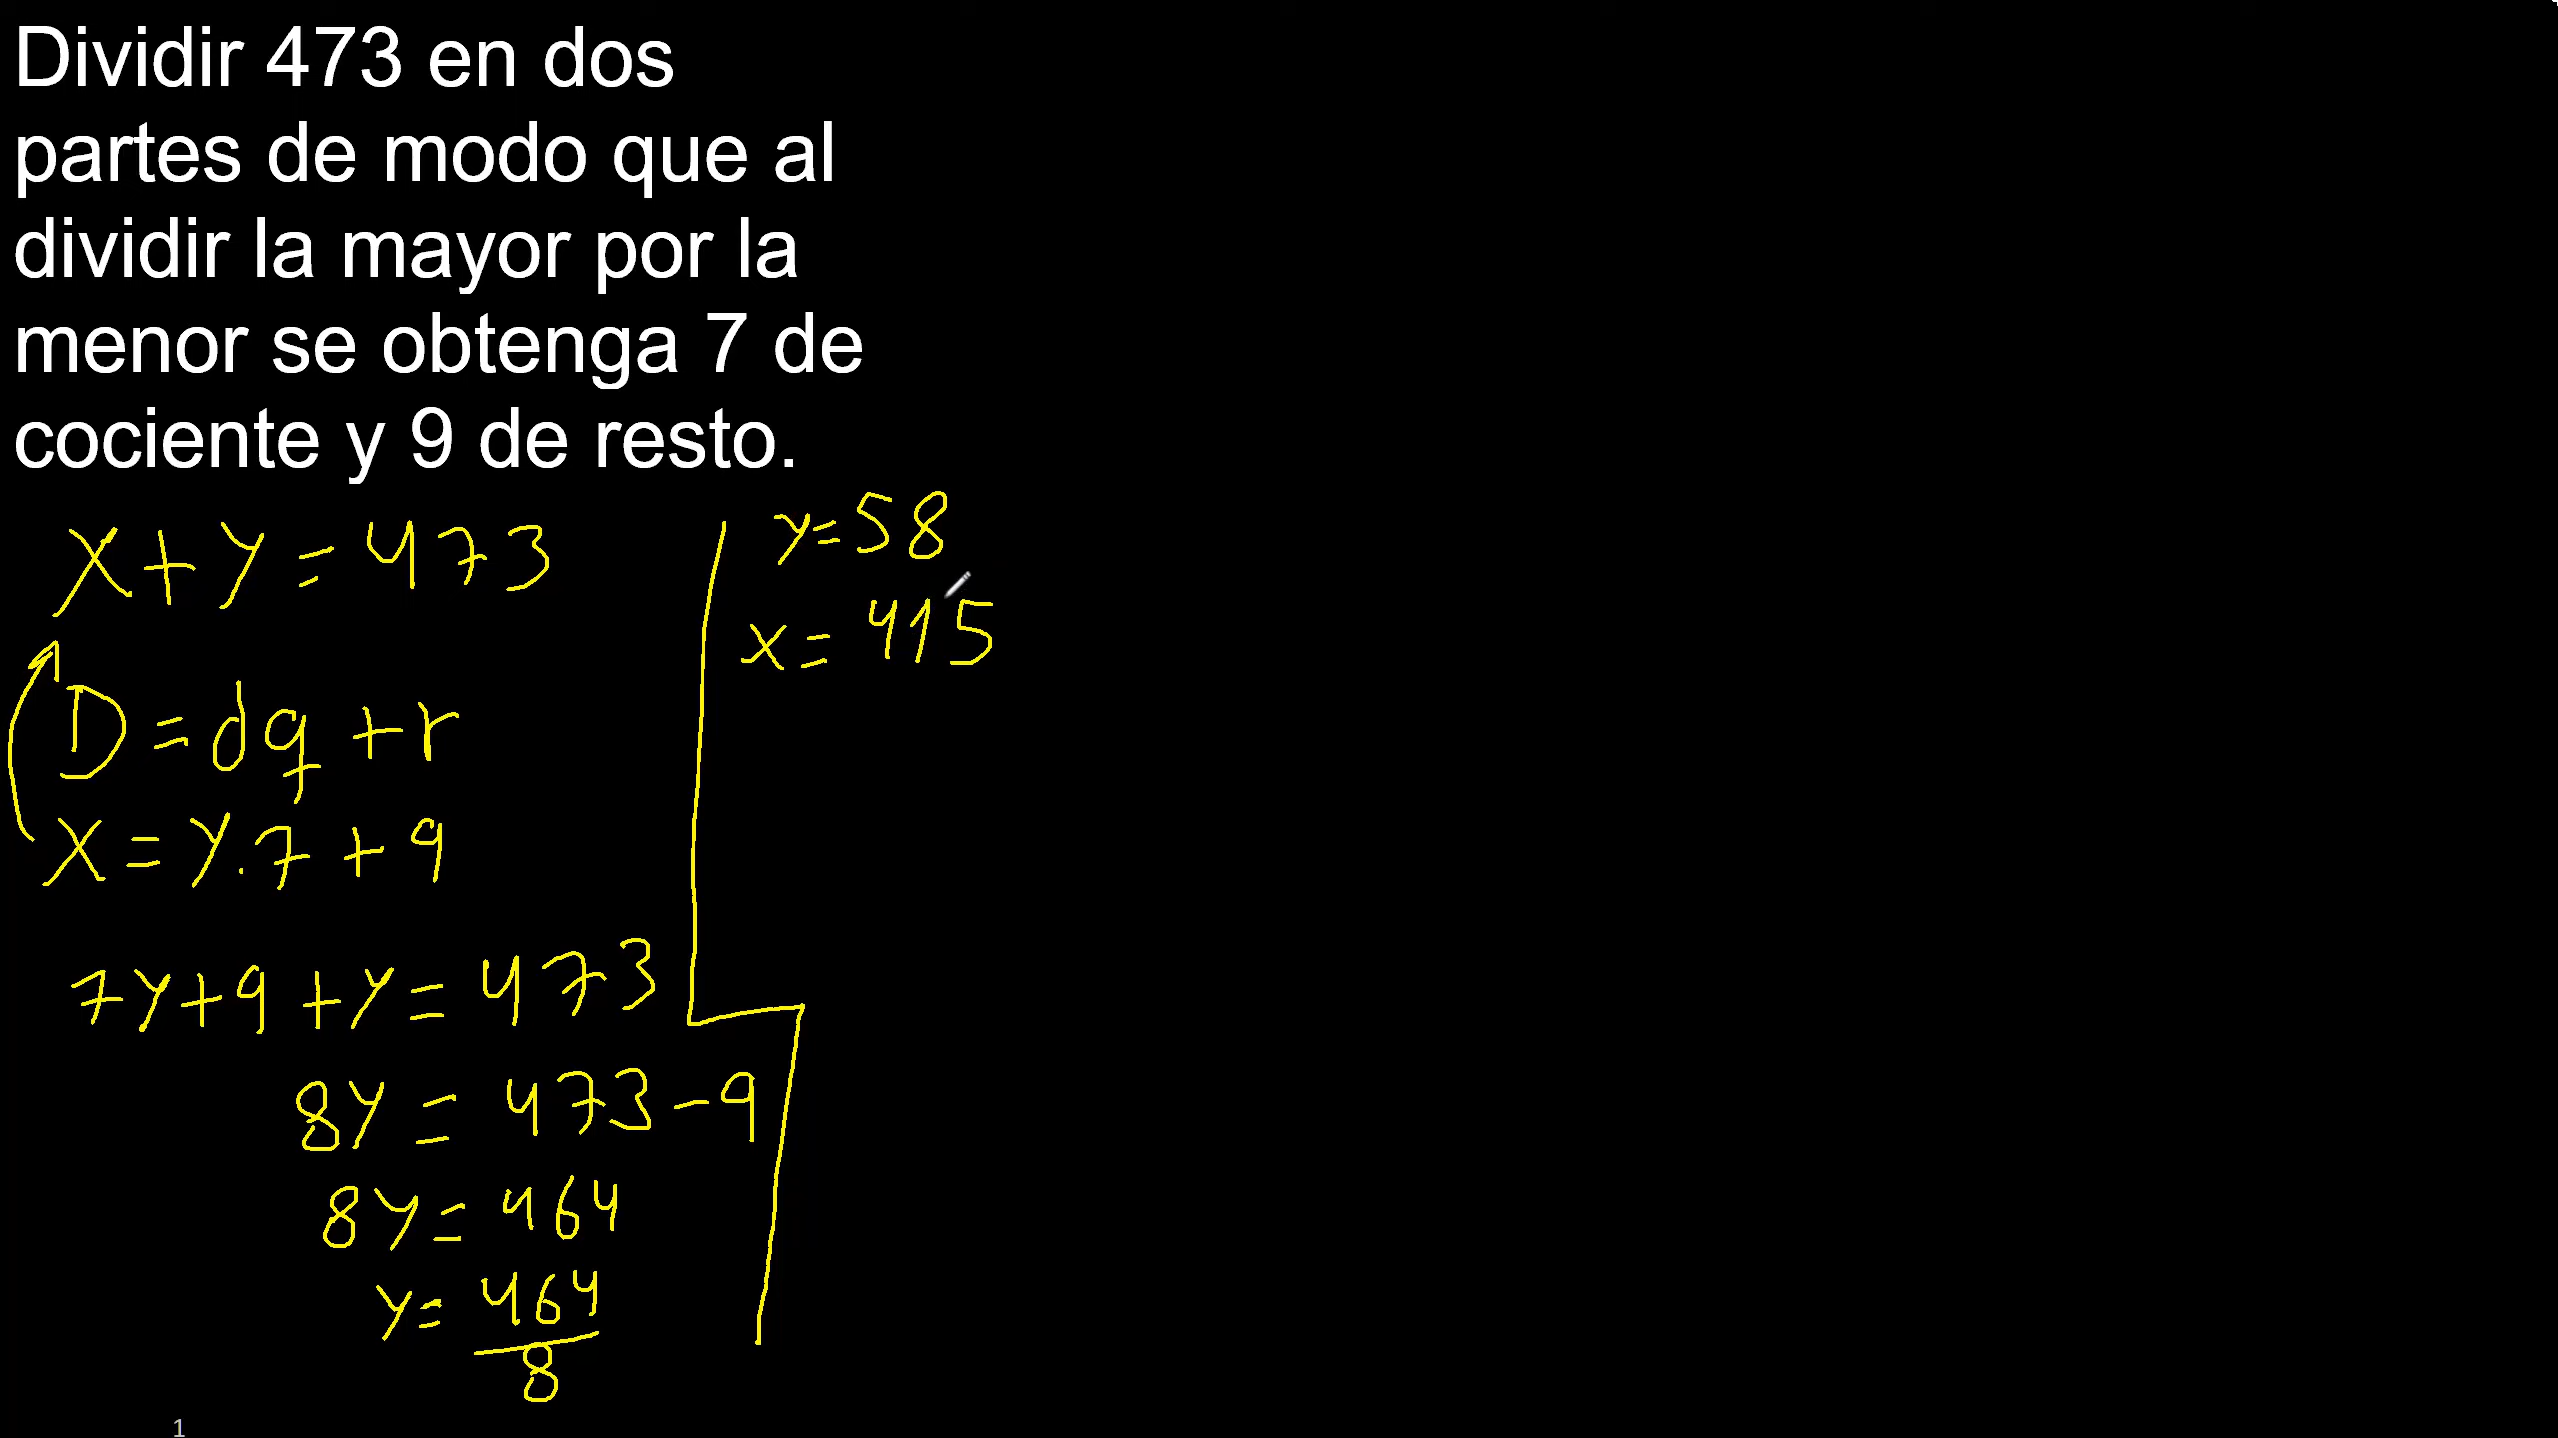 Dividir 473 en dos
partes de modo que al
dividir la mayor por la
menor se obtenga 7 de
cociente y 9 de resto.
X+Y=473
D=dq+r
X=Y.7+9
7Y+9+Y=473
8Y=473-9
8Y=464
Y=464
8
Y=58
X=415
1